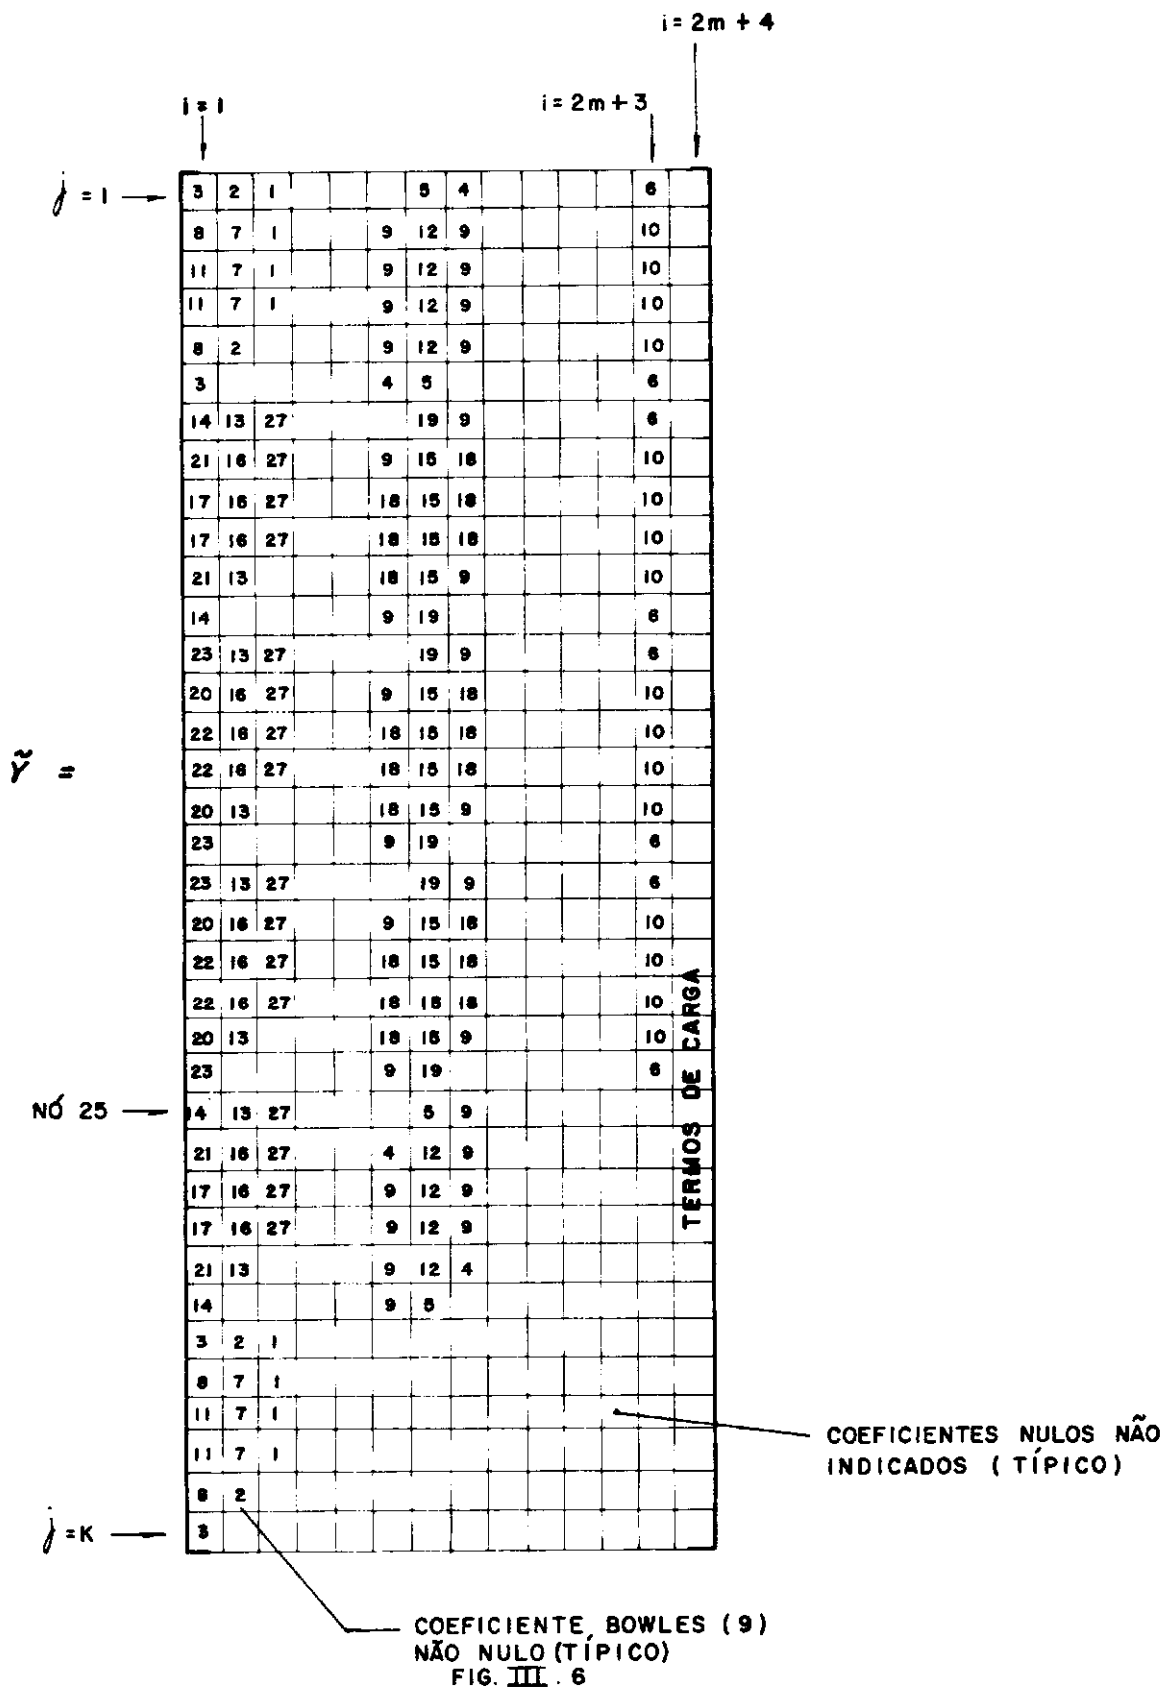 i = 2m + 4
i = 1
i = 2m + 3
j = 1
3 2 1 5 4 6
8 7 1 9 12 9 10
11 7 1 9 12 9 10
11 7 1 9 12 9 10
8 2 9 12 9 10
3 4 5 6
14 13 27 19 9 6
21 16 27 9 15 18 10
17 16 27 18 15 18 10
17 16 27 18 15 18 10
21 13 18 15 9 10
14 9 19 6
23 13 27 19 9 6
20 16 27 9 15 18 10
22 16 27 18 15 18 10
Ỹ =
22 16 27 18 15 18 10
20 13 18 15 9 10
23 9 19 6
23 13 27 19 9 6
20 16 27 9 15 18 10
22 16 27 18 15 18 10
22 16 27 18 15 18 10
20 13 18 15 9 10
23 9 19 6
TERMOS DE CARGA
NÓ 25
14 13 27 5 9
21 16 27 4 12 9
17 16 27 9 12 9
17 16 27 9 12 9
21 13 9 12 4
14 9 5
3 2 1
8 7 1
11 7 1
11 7 1
8 2
j = K
3
COEFICIENTES NULOS NÃO
INDICADOS ( TÍPICO)
COEFICIENTE BOWLES (9)
NÃO NULO (TÍPICO)
FIG. III . 6